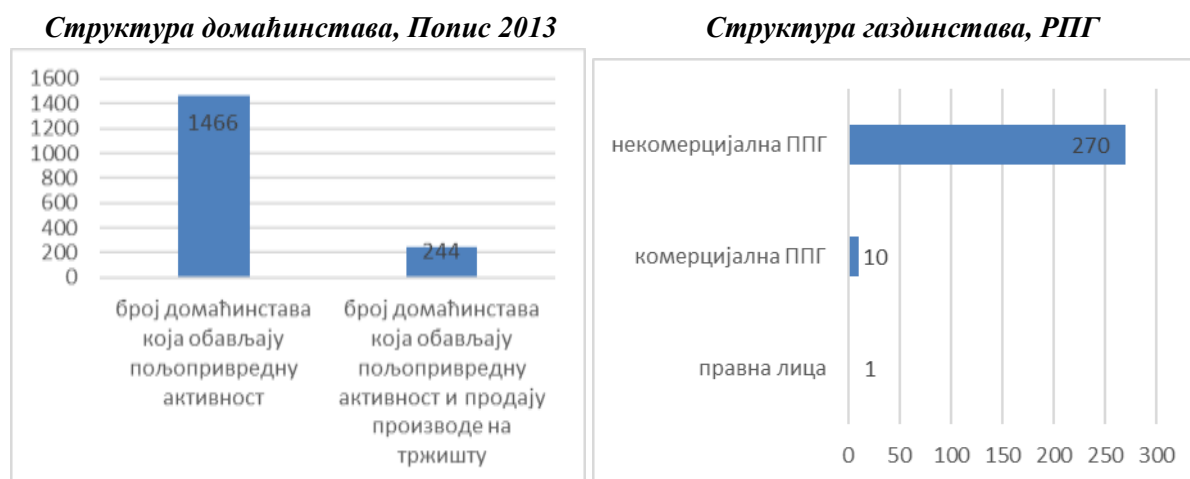 Структура домаћинстава, Попис 2013
1600
1400
1200
1000
800
600
400
200
0
1466
244
број домаћинстава
која обављају
пољопривредну
активност
број домаћинстава
која обављају
пољопривредну
активност и продају
производе на
тржишту
Структура газдинстава, РПГ
некомерцијална ППГ
270
комерцијална ППГ
10
правна лица
1
0 50 100 150 200 250 300